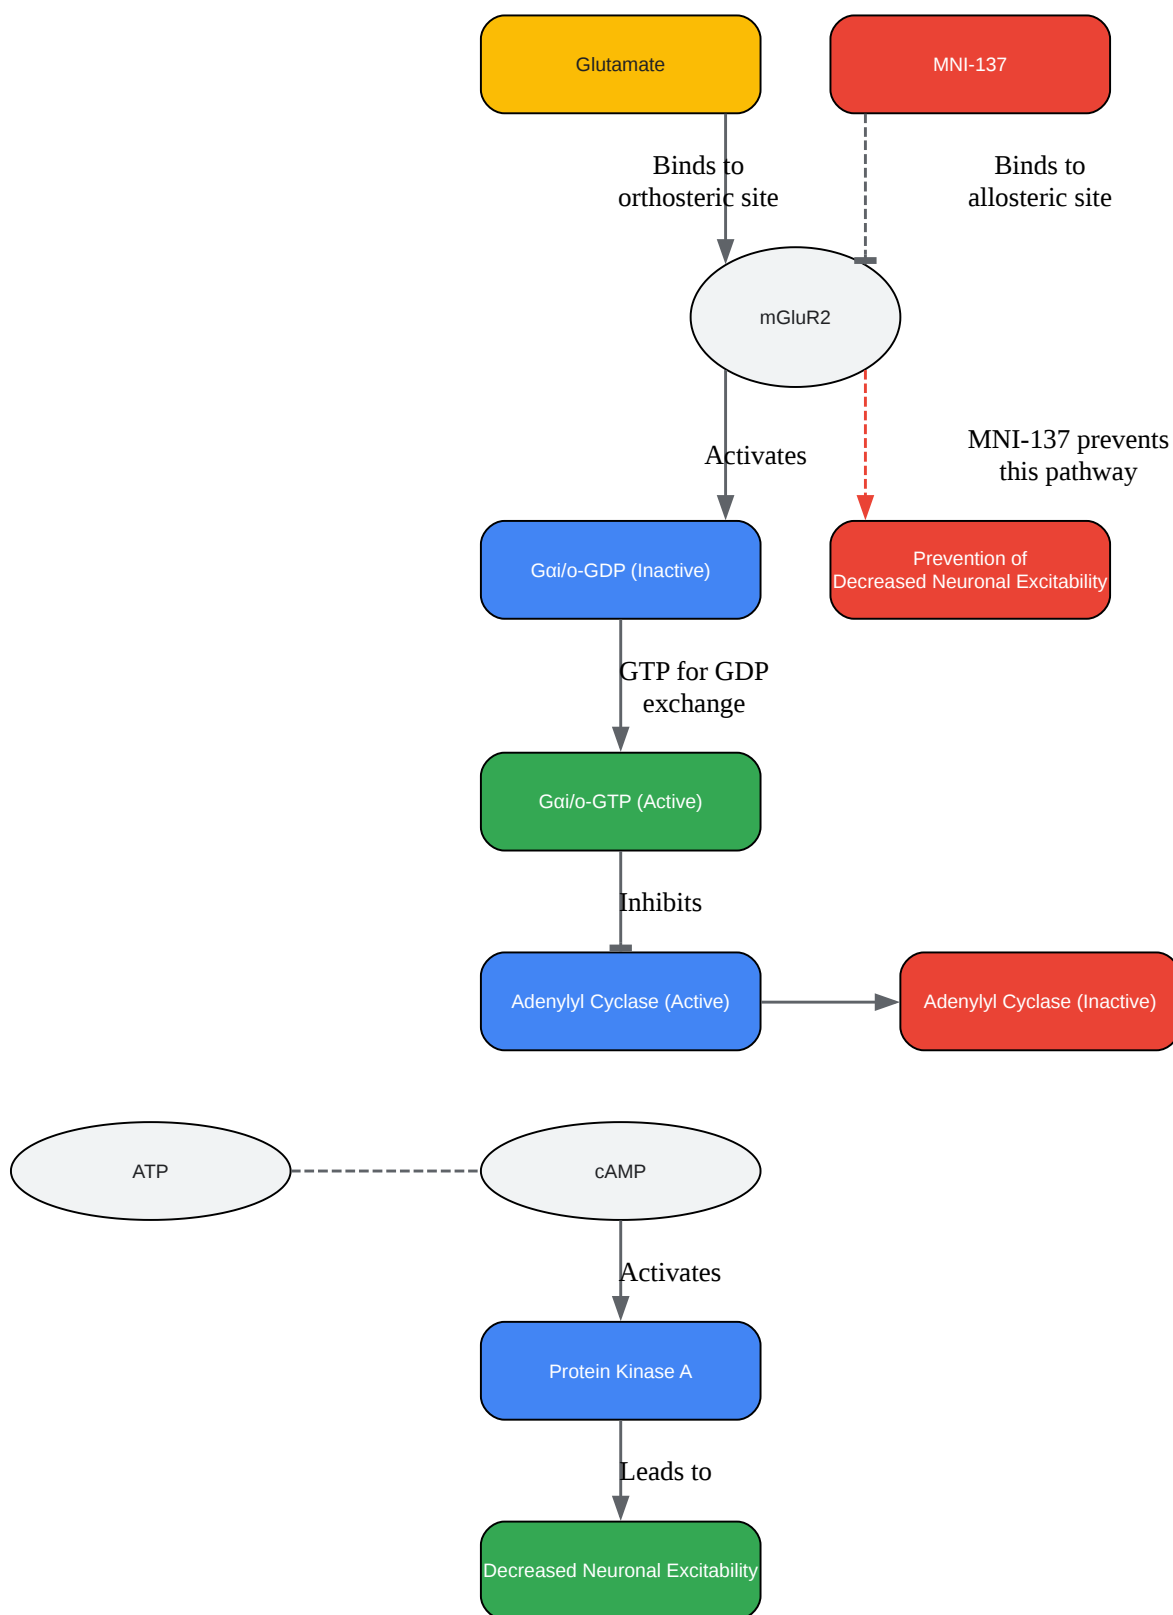 Glutamate
MNI-137
Binds to
orthosteric site
Binds to
allosteric site
mGluR2
Activates
MNI-137 prevents
this pathway
Gαi/o-GDP (Inactive)
Prevention of
Decreased Neuronal Excitability
GTP for GDP
exchange
Gαi/o-GTP (Active)
Inhibits
Adenylyl Cyclase (Active)
Adenylyl Cyclase (Inactive)
ATP
cAMP
Activates
Protein Kinase A
Leads to
Decreased Neuronal Excitability